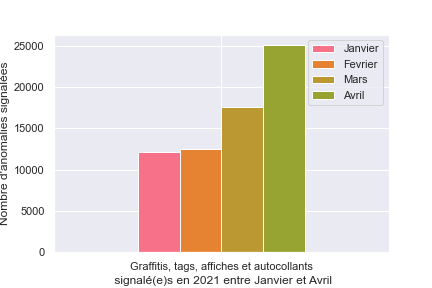 Nombre d'anomalies signalées
25000
20000
15000
10000
5000
0
Janvier
Fevrier
Mars
Avril
Graffitis, tags, affiches et autocollants
signalé(e)s en 2021 entre Janvier et Avril